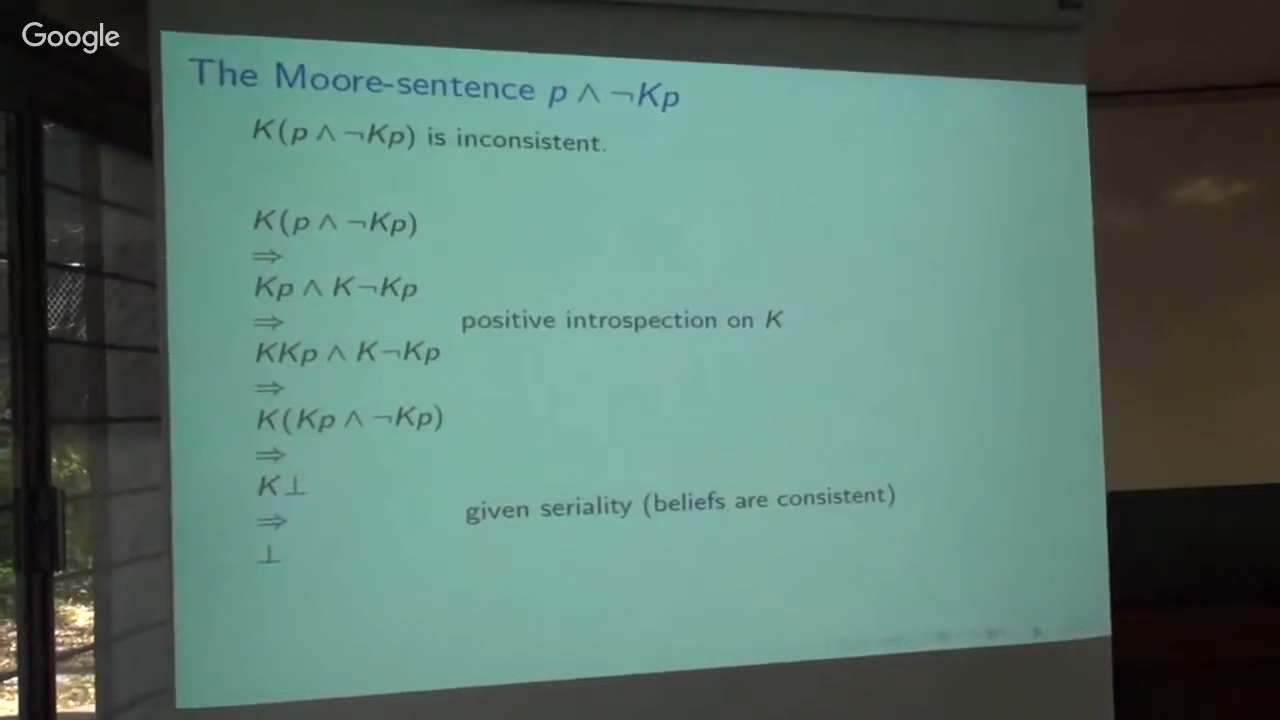 Google
The Moore-sentence p ∧ ¬Kp
K(p ∧ ¬Kp) is inconsistent.
K(p ∧ ¬Kp)
⇒
Kp ∧ K¬Kp
⇒ positive introspection on K
KKp ∧ K¬Kp
⇒
K(Kp ∧ ¬Kp)
⇒
K⊥
⇒ given seriality (beliefs are consistent)
⊥